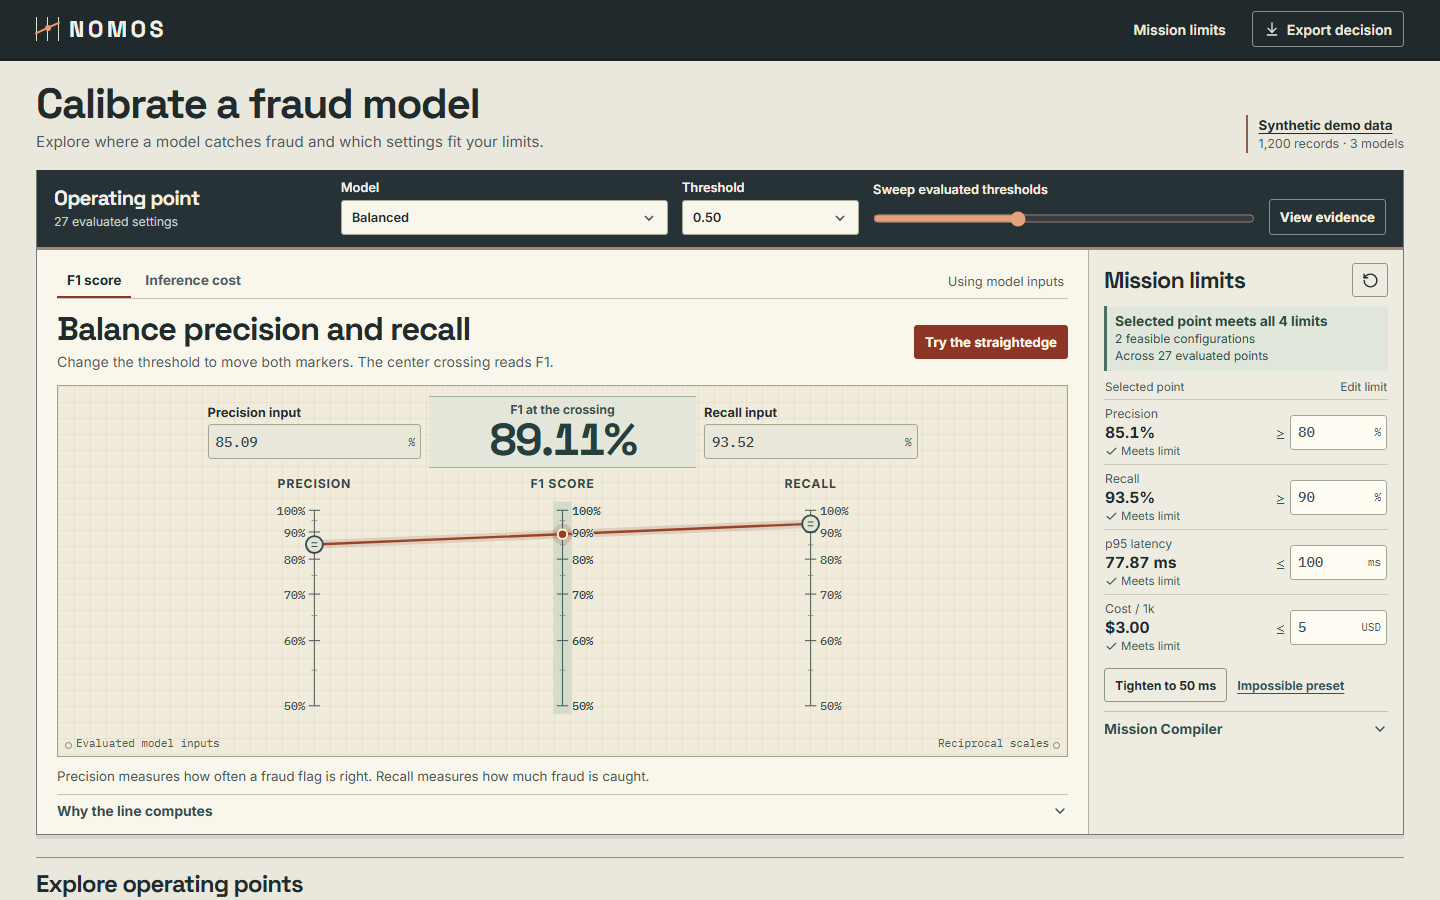 NOMOS
Mission limits
Export decision
Calibrate a fraud model
Explore where a model catches fraud and which settings fit your limits.
Synthetic demo data
1,200 records · 3 models
Operating point
27 evaluated settings
Model
Balanced
Threshold
0.50
Sweep evaluated thresholds
View evidence
F1 score
Inference cost
Using model inputs
Balance precision and recall
Change the threshold to move both markers. The center crossing reads F1.
Try the straightedge
Precision input
85.09 %
F1 at the crossing
89.11%
Recall input
93.52 %
PRECISION
100%
90%
80%
70%
60%
50%
F1 SCORE
100%
90%
80%
70%
60%
50%
RECALL
100%
90%
80%
70%
60%
50%
Evaluated model inputs
Reciprocal scales
Precision measures how often a fraud flag is right. Recall measures how much fraud is caught.
Why the line computes
Mission limits
Selected point meets all 4 limits
2 feasible configurations
Across 27 evaluated points
Selected point
Edit limit
Precision
85.1%
Meets limit
≥ 80 %
Recall
93.5%
Meets limit
≥ 90 %
p95 latency
77.87 ms
Meets limit
≤ 100 ms
Cost / 1k
$3.00
Meets limit
≤ 5 USD
Tighten to 50 ms
Impossible preset
Mission Compiler
Explore operating points